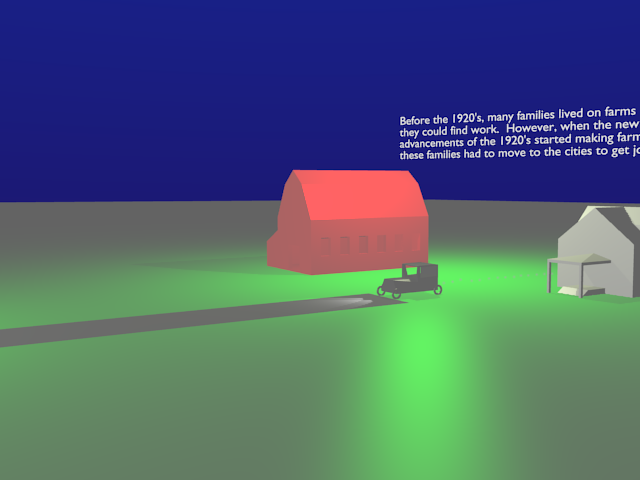 Before the 1920's, many families lived on farms
they could find work. However, when the new
advancements of the 1920's started making farm
these families had to move to the cities to get